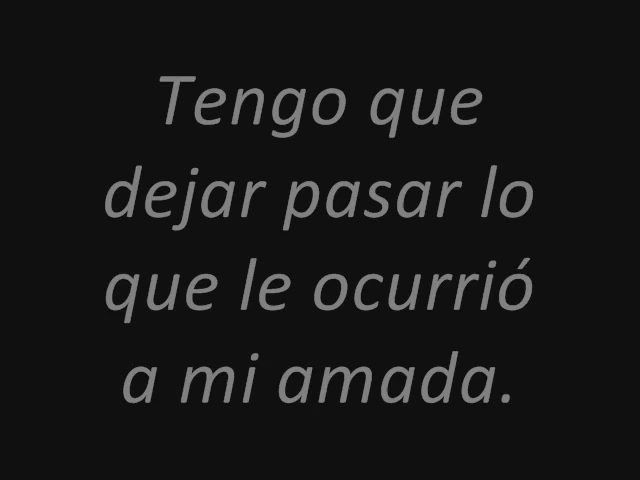 Tengo que
dejar pasar lo
que le ocurrió
a mi amada.